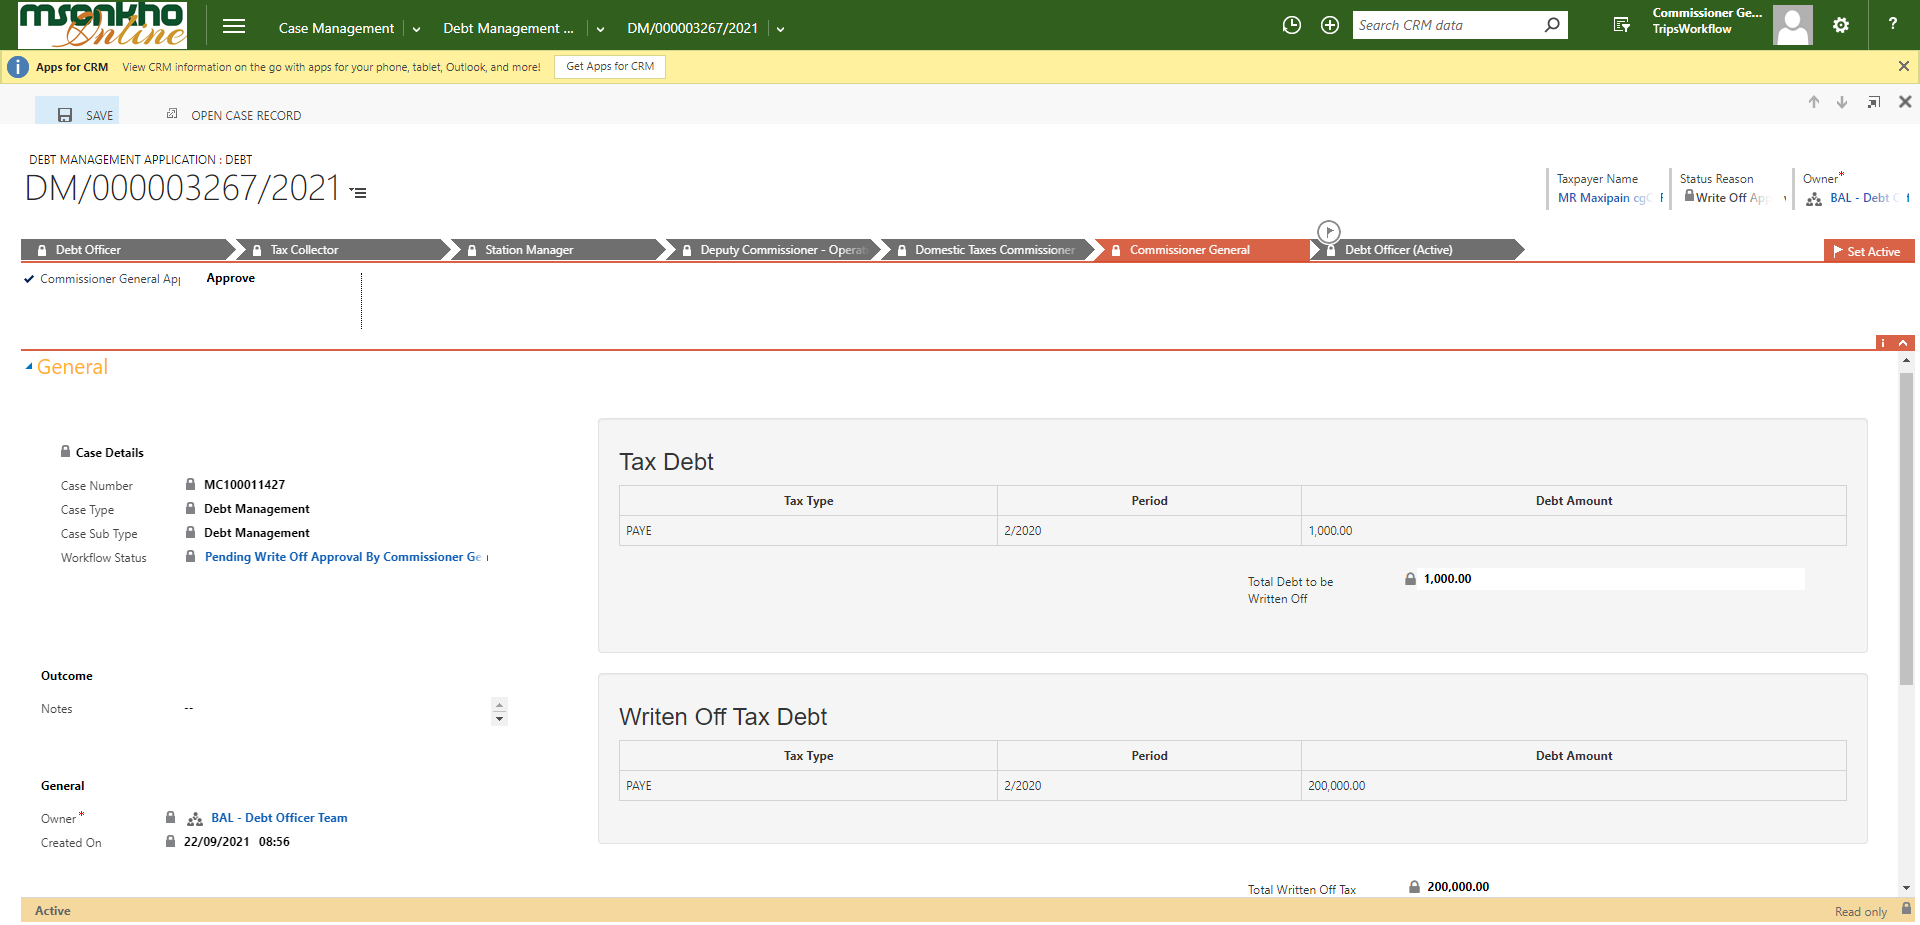 msonkho Online
Case Management
Debt Management ...
DM/000003267/2021
Search CRM data
Commissioner Ge...
TripsWorkflow
?
Apps for CRM View CRM information on the go with apps for your phone, tablet, Outlook, and more! Get Apps for CRM
SAVE
OPEN CASE RECORD
DEBT MANAGEMENT APPLICATION : DEBT
DM/000003267/2021
Taxpayer Name
MR Maxipain
Status Reason
Write Off
Owner*
BAL - Debt
Debt Officer
Tax Collector
Station Manager
Deputy Commissioner - Operat
Domestic Taxes Commissioner
Commissioner General
Debt Officer (Active)
Set Active
Commissioner General App
Approve
General
Case Details
Case Number MC100011427
Case Type Debt Management
Case Sub Type Debt Management
Workflow Status Pending Write Off Approval By Commissioner Ge
Outcome
Notes --
General
Owner* BAL - Debt Officer Team
Created On 22/09/2021 08:56
Tax Debt
Tax Type Period Debt Amount
PAYE 2/2020 1,000.00
Total Debt to be
Written Off
1,000.00
Writen Off Tax Debt
Tax Type Period Debt Amount
PAYE 2/2020 200,000.00
Total Written Off Tax 200,000.00
Active
Read only